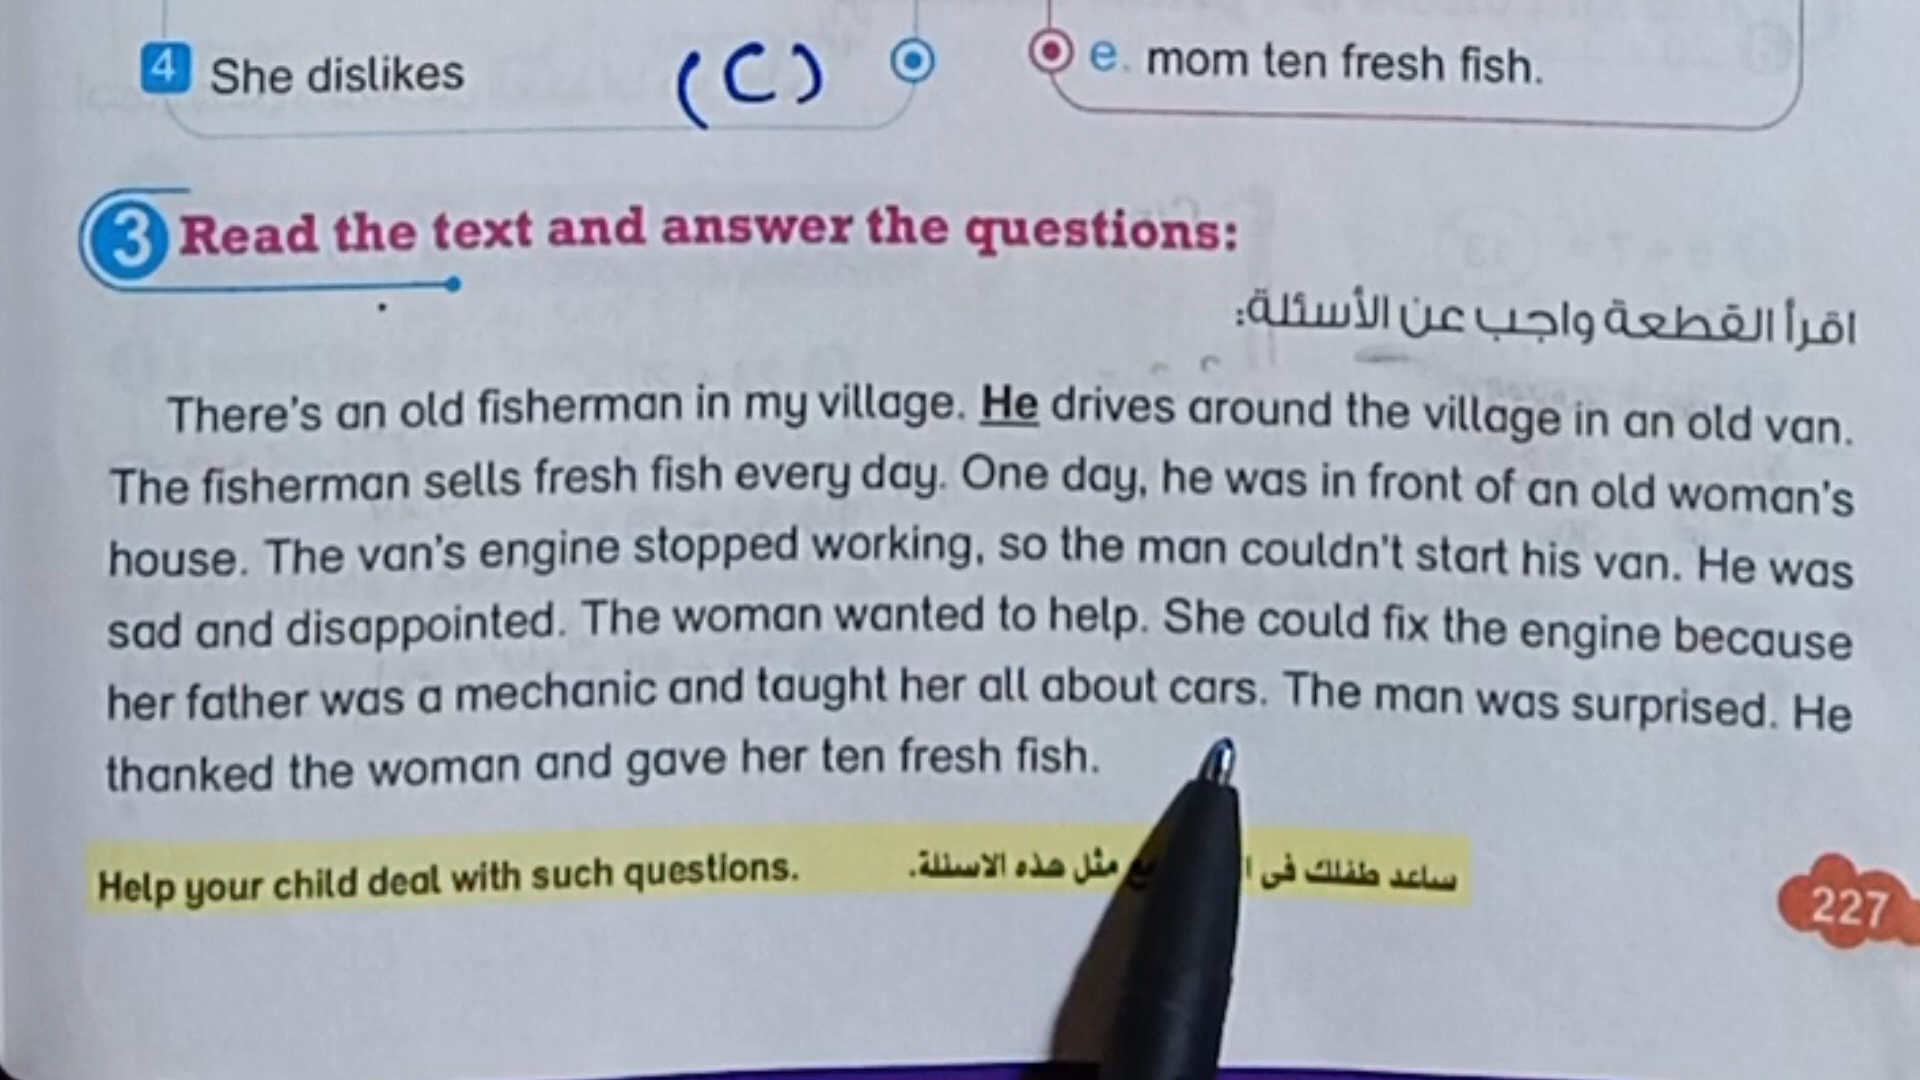 4 She dislikes (C)
e. mom ten fresh fish.
3 Read the text and answer the questions:
اقرأ القطعة واجب عن الأسئلة:
There's an old fisherman in my village. He drives around the village in an old van.
The fisherman sells fresh fish every day. One day, he was in front of an old woman's
house. The van's engine stopped working, so the man couldn't start his van. He was
sad and disappointed. The woman wanted to help. She could fix the engine because
her father was a mechanic and taught her all about cars. The man was surprised. He
thanked the woman and gave her ten fresh fish.
Help your child deal with such questions.
ساعد طفلك فى مثل هذه الاسئلة.
227